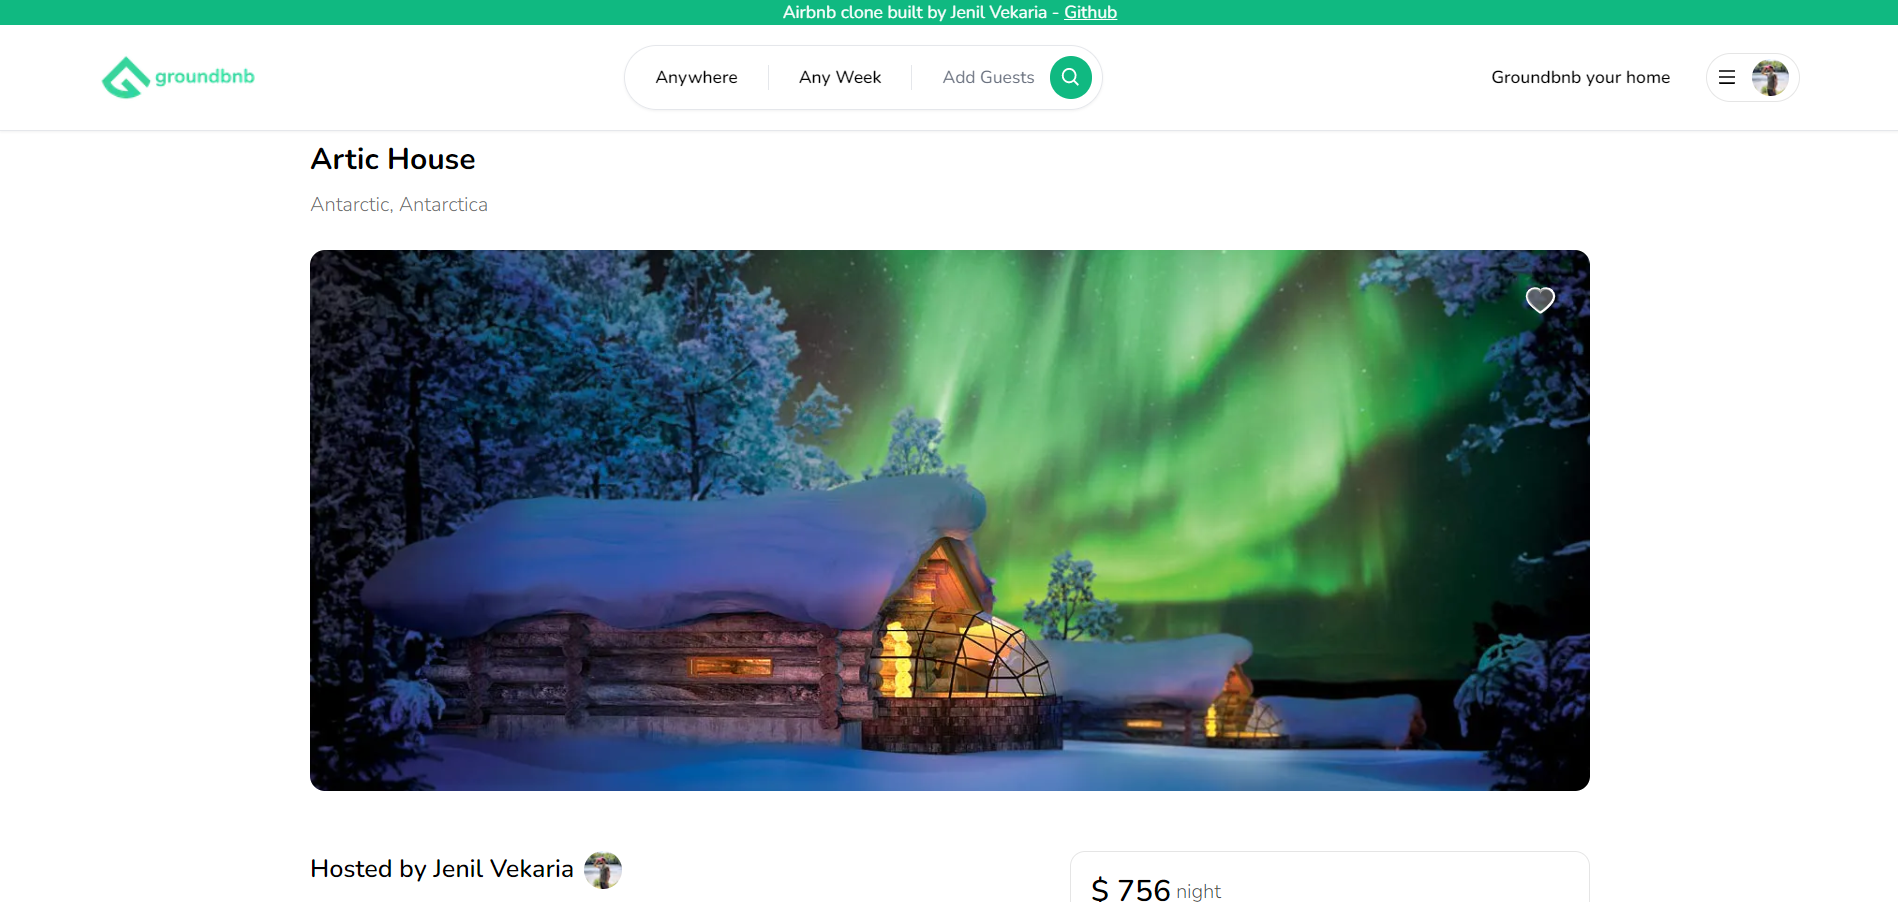 Airbnb clone built by Jenil Vekaria - Github
groundbnb
Anywhere
Any Week
Add Guests
Groundbnb your home
Artic House
Antarctic, Antarctica
Hosted by Jenil Vekaria
$ 756 night